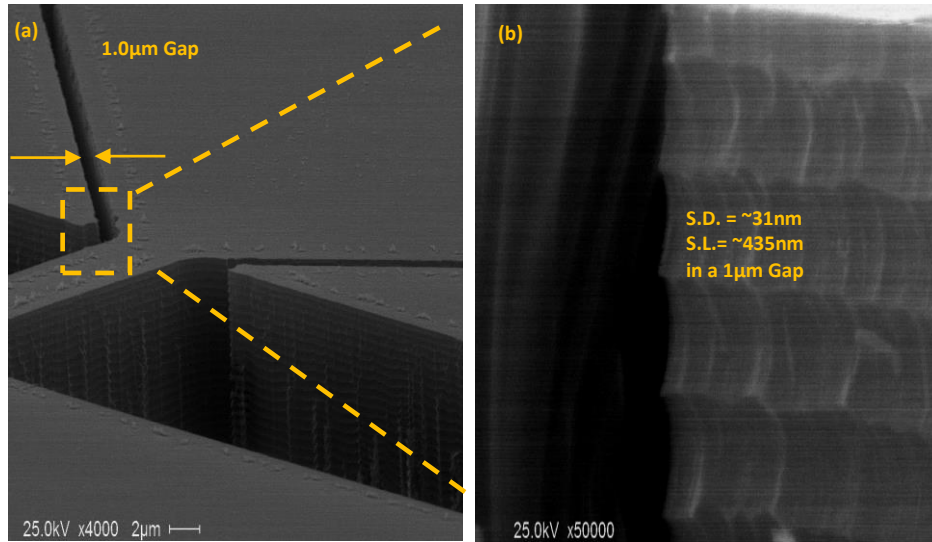 (a)
1.0μm Gap
25.0kV x4000 2μm
(b)
S.D. = ~31nm
S.L.= ~435nm
in a 1μm Gap
25.0kV x50000